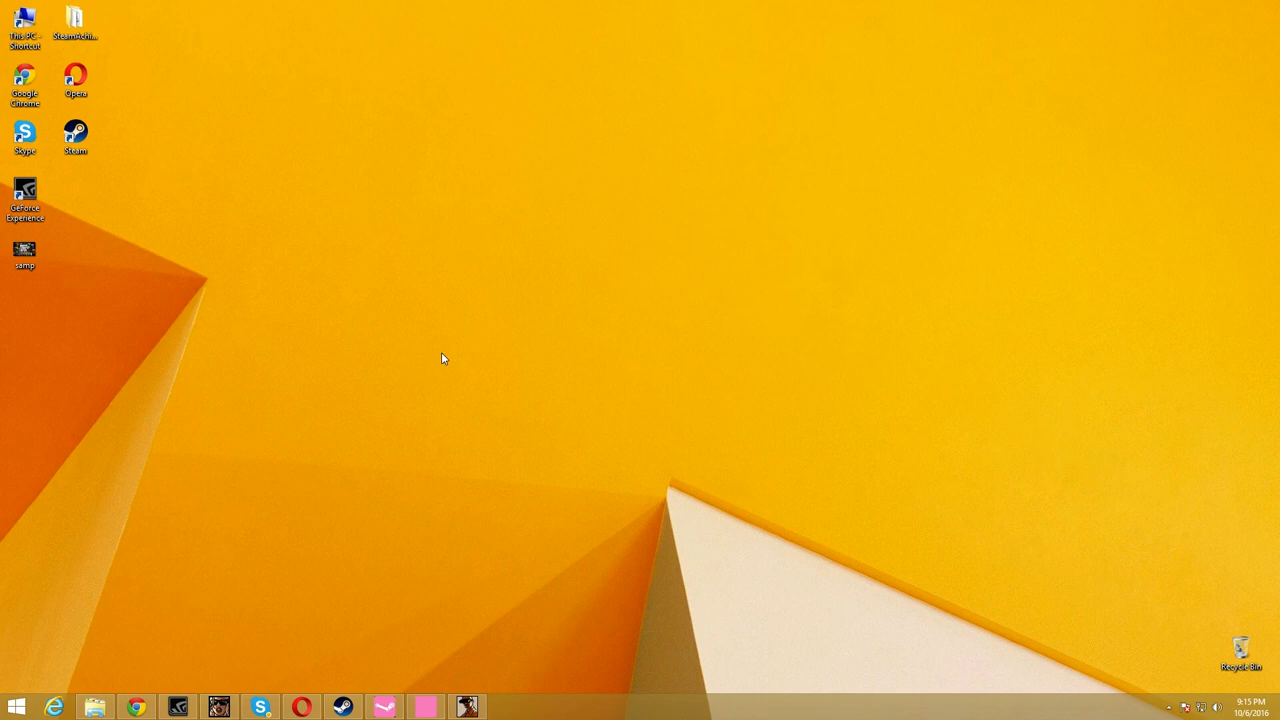 This PC - Shortcut
SteamAchi...
Google Chrome
Opera
Skype
Steam
GeForce Experience
samp
Recycle Bin
9:15 PM
10/6/2016